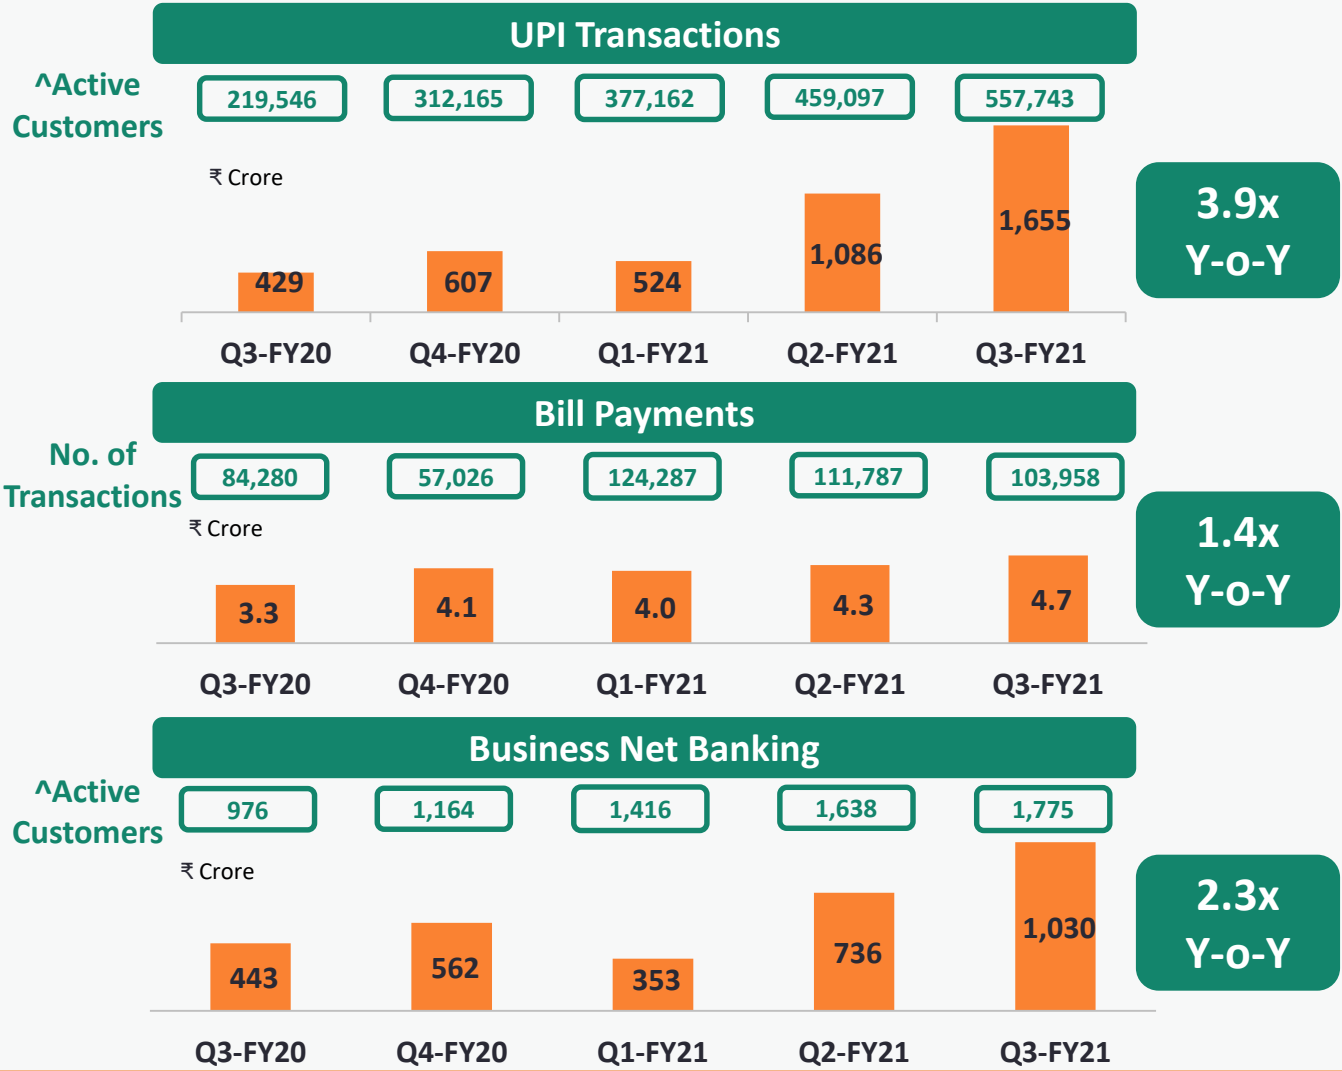 UPI Transactions
^Active
Customers
219,546 312,165 377,162 459,097 557,743
₹ Crore
429 607 524 1,086 1,655
3.9x
Y-o-Y
Q3-FY20 Q4-FY20 Q1-FY21 Q2-FY21 Q3-FY21
Bill Payments
No. of
Transactions
84,280 57,026 124,287 111,787 103,958
₹ Crore
3.3 4.1 4.0 4.3 4.7
1.4x
Y-o-Y
Q3-FY20 Q4-FY20 Q1-FY21 Q2-FY21 Q3-FY21
Business Net Banking
^Active
Customers
976 1,164 1,416 1,638 1,775
₹ Crore
443 562 353 736 1,030
2.3x
Y-o-Y
Q3-FY20 Q4-FY20 Q1-FY21 Q2-FY21 Q3-FY21